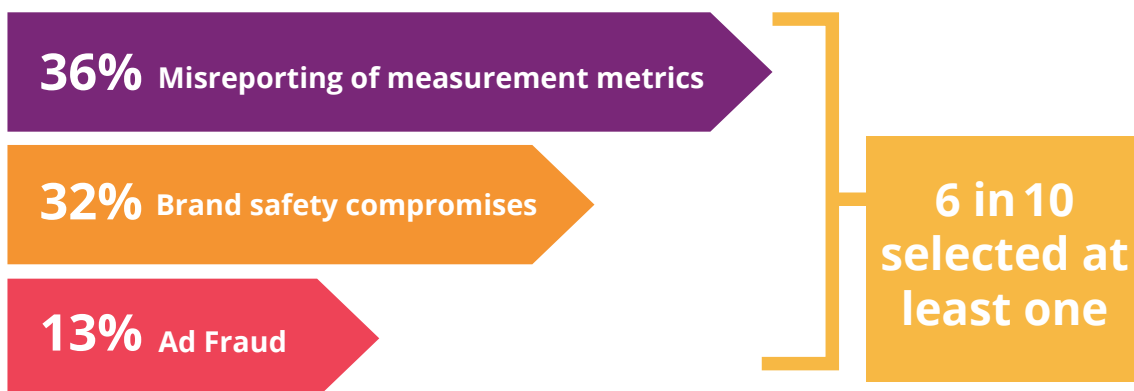 36% Misreporting of measurement metrics
32% Brand safety compromises
13% Ad Fraud
6 in 10
selected at
least one